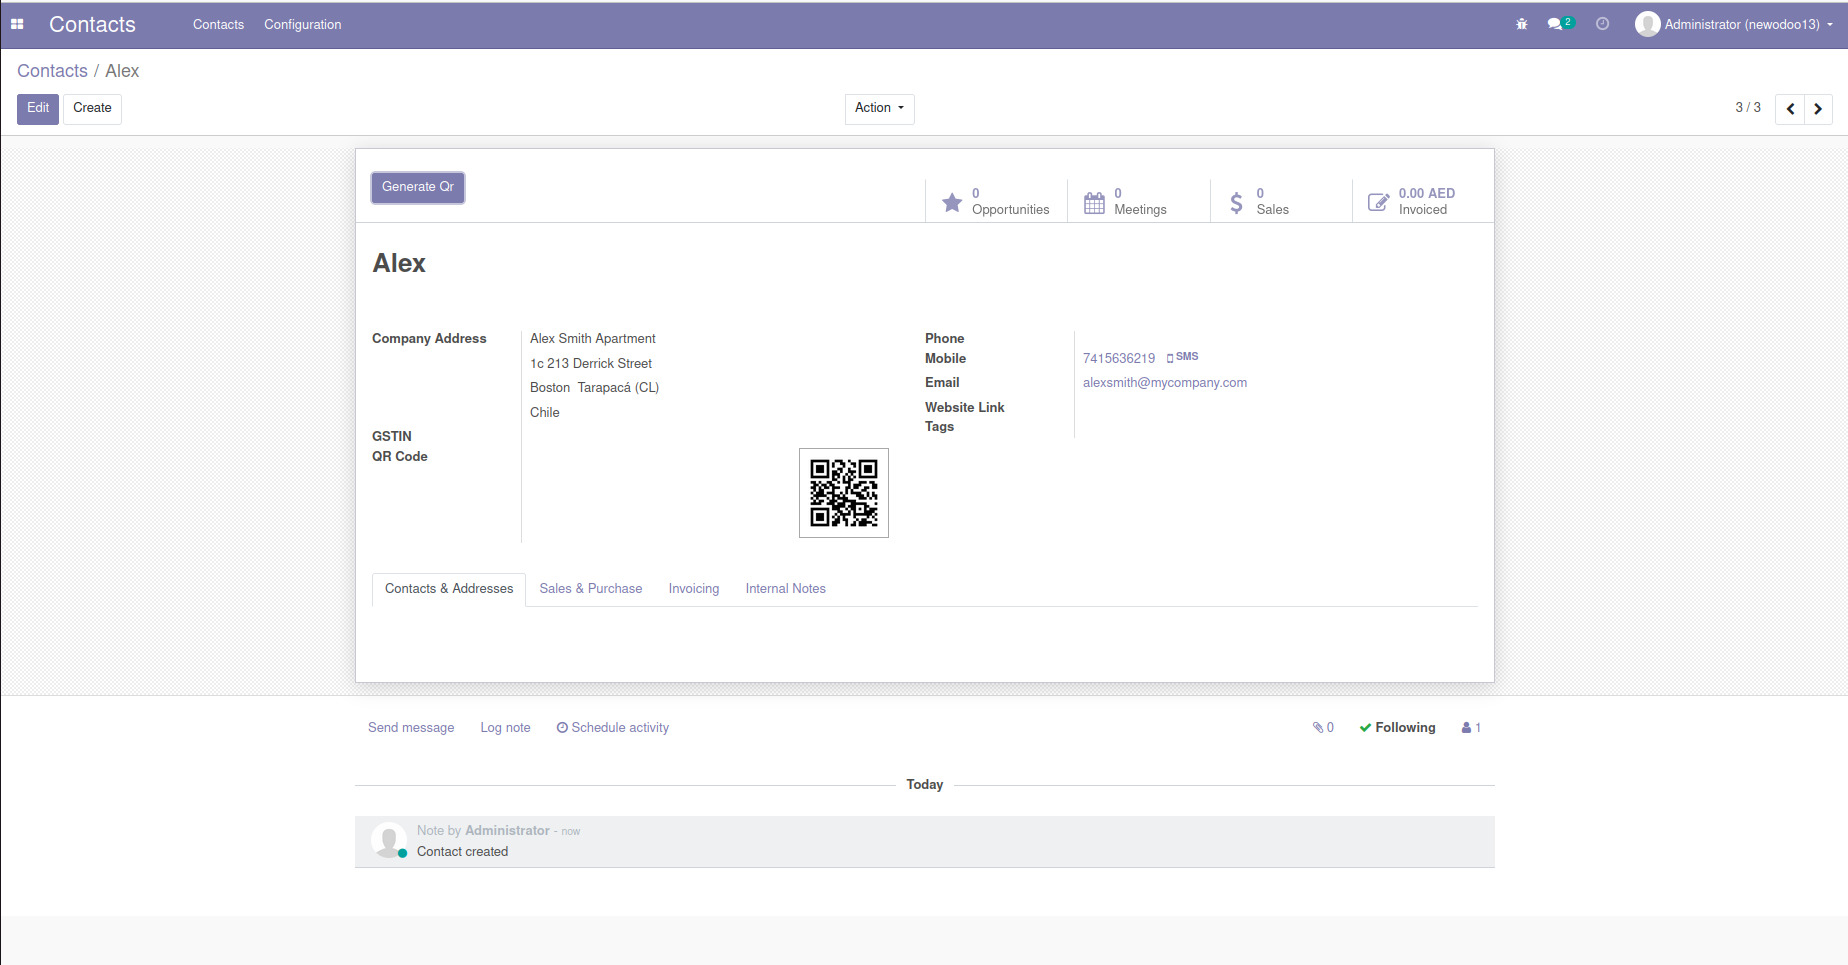 Contacts Contacts Configuration 2 Administrator (newodoo13)
Contacts / Alex
Edit Create Action 3 / 3
Generate Qr
0 Opportunities
0 Meetings
0 Sales
0.00 AED Invoiced
Alex
Company Address
Alex Smith Apartment
1c 213 Derrick Street
Boston Tarapacá (CL)
Chile
GSTIN
QR Code
Phone
Mobile 7415636219 SMS
Email alexsmith@mycompany.com
Website Link
Tags
Contacts & Addresses Sales & Purchase Invoicing Internal Notes
Send message Log note Schedule activity 0 Following 1
Today
Note by Administrator - now
Contact created